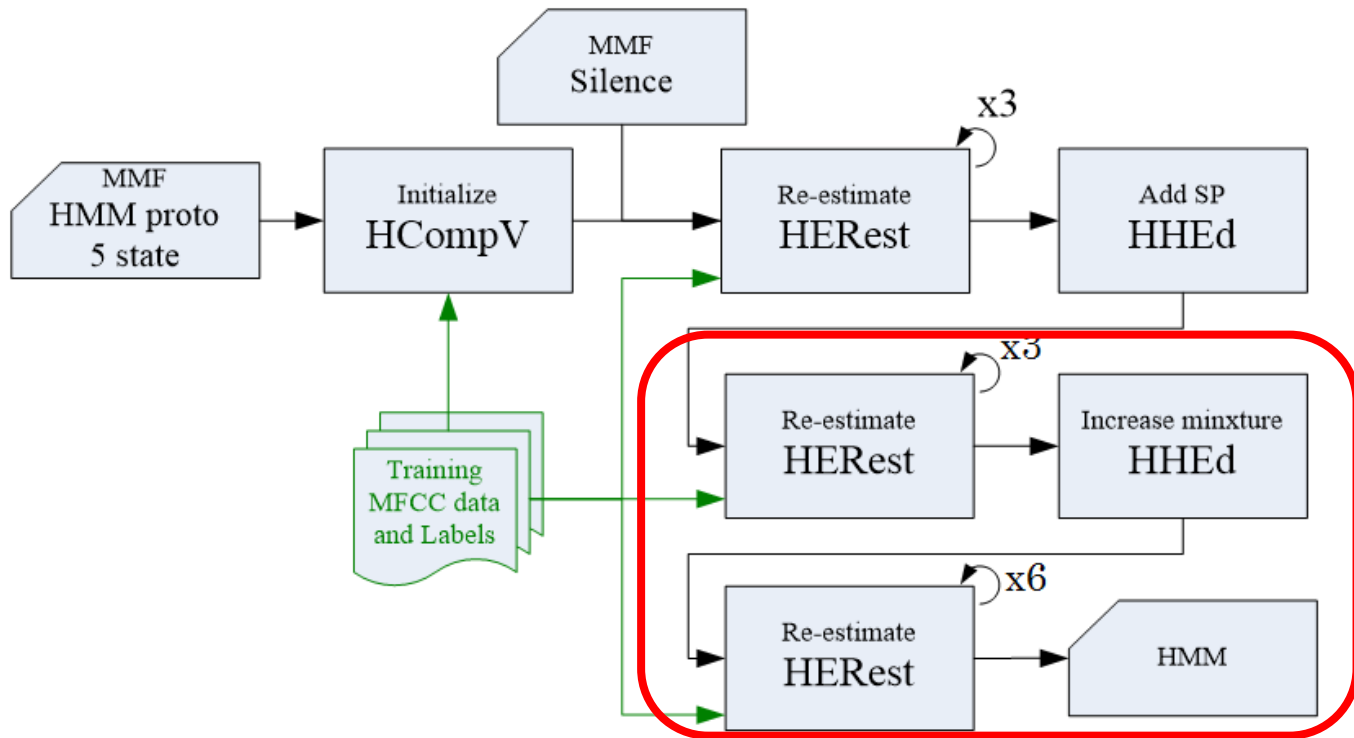 MMF
Silence
x3
MMF
HMM proto
5 state
Initialize
HCompV
Re-estimate
HERest
Add SP
HHEd
x3
Training
MFCC data
and Labels
Re-estimate
HERest
Increase minxture
HHEd
x6
Re-estimate
HERest
HMM